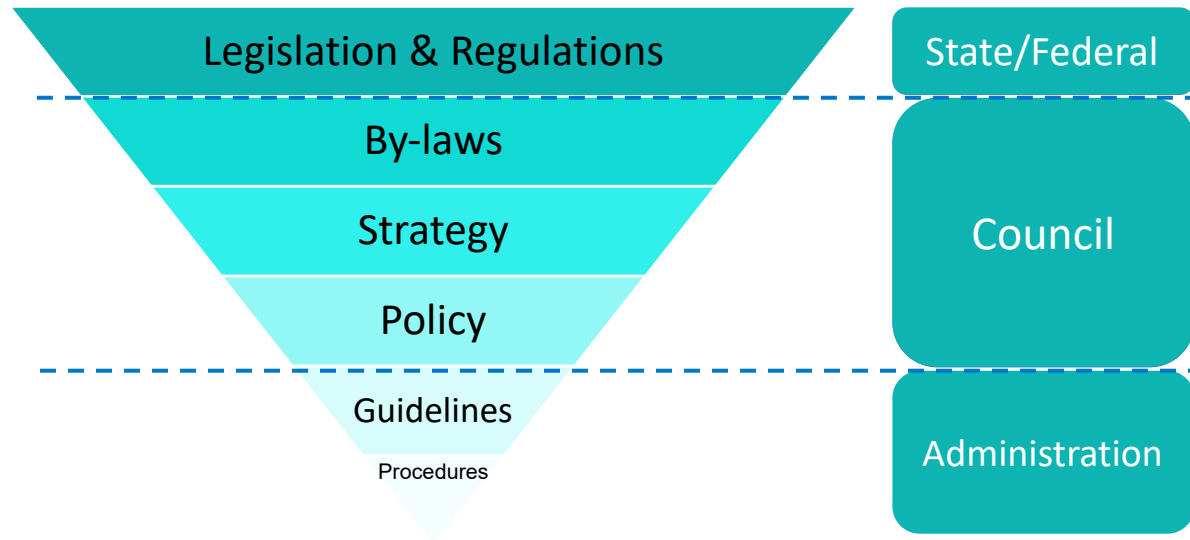 Legislation & Regulations
State/Federal
By-laws
Strategy
Council
Policy
Guidelines
Administration
Procedures